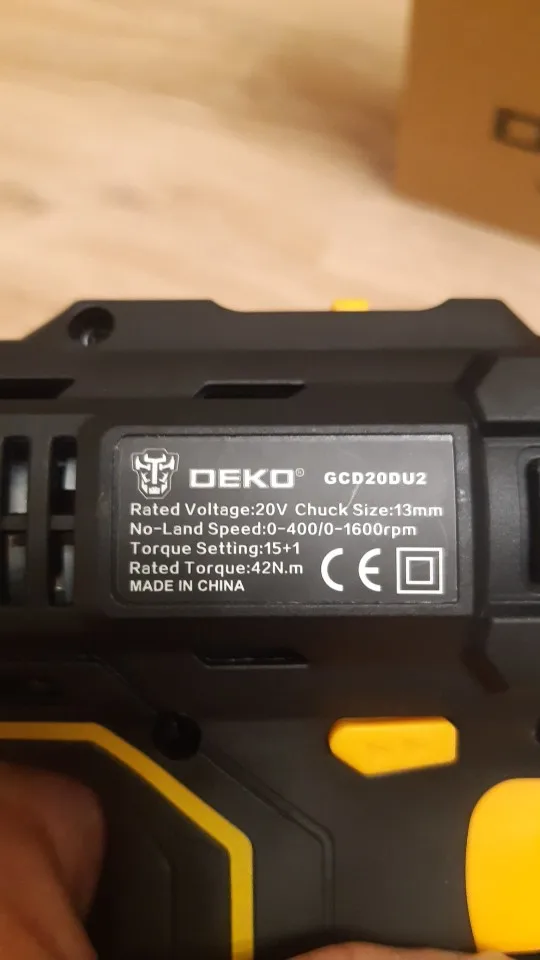 DEKO® GCD20DU2
Rated Voltage:20V Chuck Size:13mm
No-Land Speed:0-400/0-1600rpm
Torque Setting:15+1
Rated Torque:42N.m
MADE IN CHINA
CE